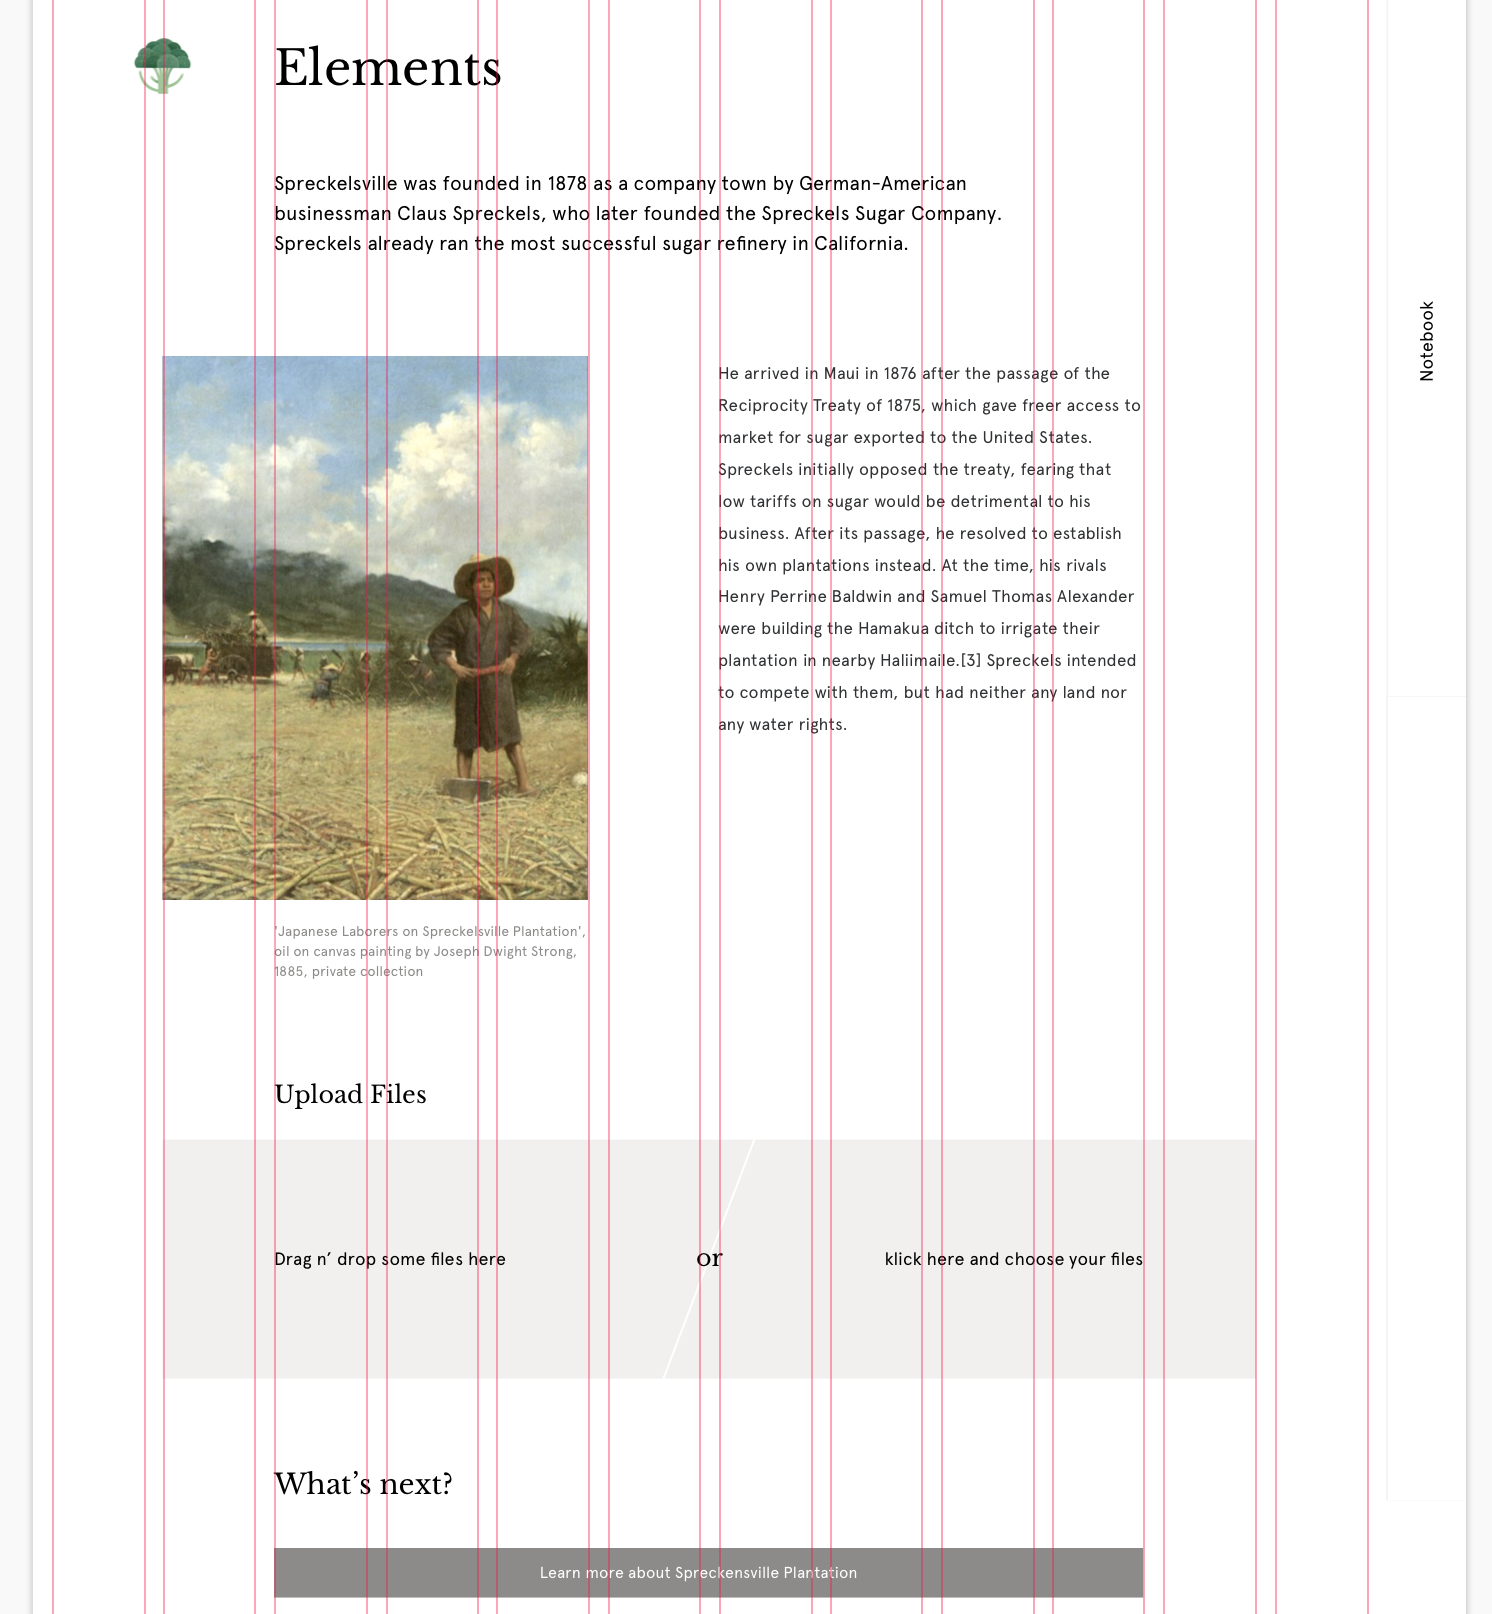 Elements
Spreckelsville was founded in 1878 as a company town by German-American
businessman Claus Spreckels, who later founded the Spreckels Sugar Company.
Spreckels already ran the most successful sugar refinery in California.
Notebook
He arrived in Maui in 1876 after the passage of the
Reciprocity Treaty of 1875, which gave freer access to
market for sugar exported to the United States.
Spreckels initially opposed the treaty, fearing that
low tariffs on sugar would be detrimental to his
business. After its passage, he resolved to establish
his own plantations instead. At the time, his rivals
Henry Perrine Baldwin and Samuel Thomas Alexander
were building the Hamakua ditch to irrigate their
plantation in nearby Haliimaile.[3] Spreckels intended
to compete with them, but had neither any land nor
any water rights.
'Japanese Laborers on Spreckelsville Plantation',
oil on canvas painting by Joseph Dwight Strong,
1885, private collection
Upload Files
Drag n’ drop some files here
or
klick here and choose your files
What’s next?
Learn more about Spreckensville Plantation